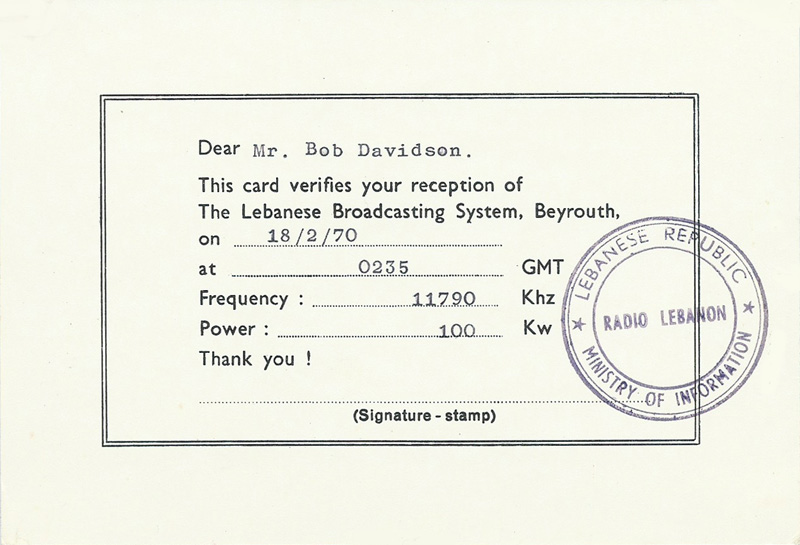 Dear Mr. Bob Davidson.
This card verifies your reception of
The Lebanese Broadcasting System, Beyrouth,
on 18/2/70
at 0235 GMT
Frequency : 11790 Khz
Power : 100 Kw
Thank you !
(Signature - stamp)
LEBANESE REPUBLIC
RADIO LEBANON
MINISTRY OF INFORMATION